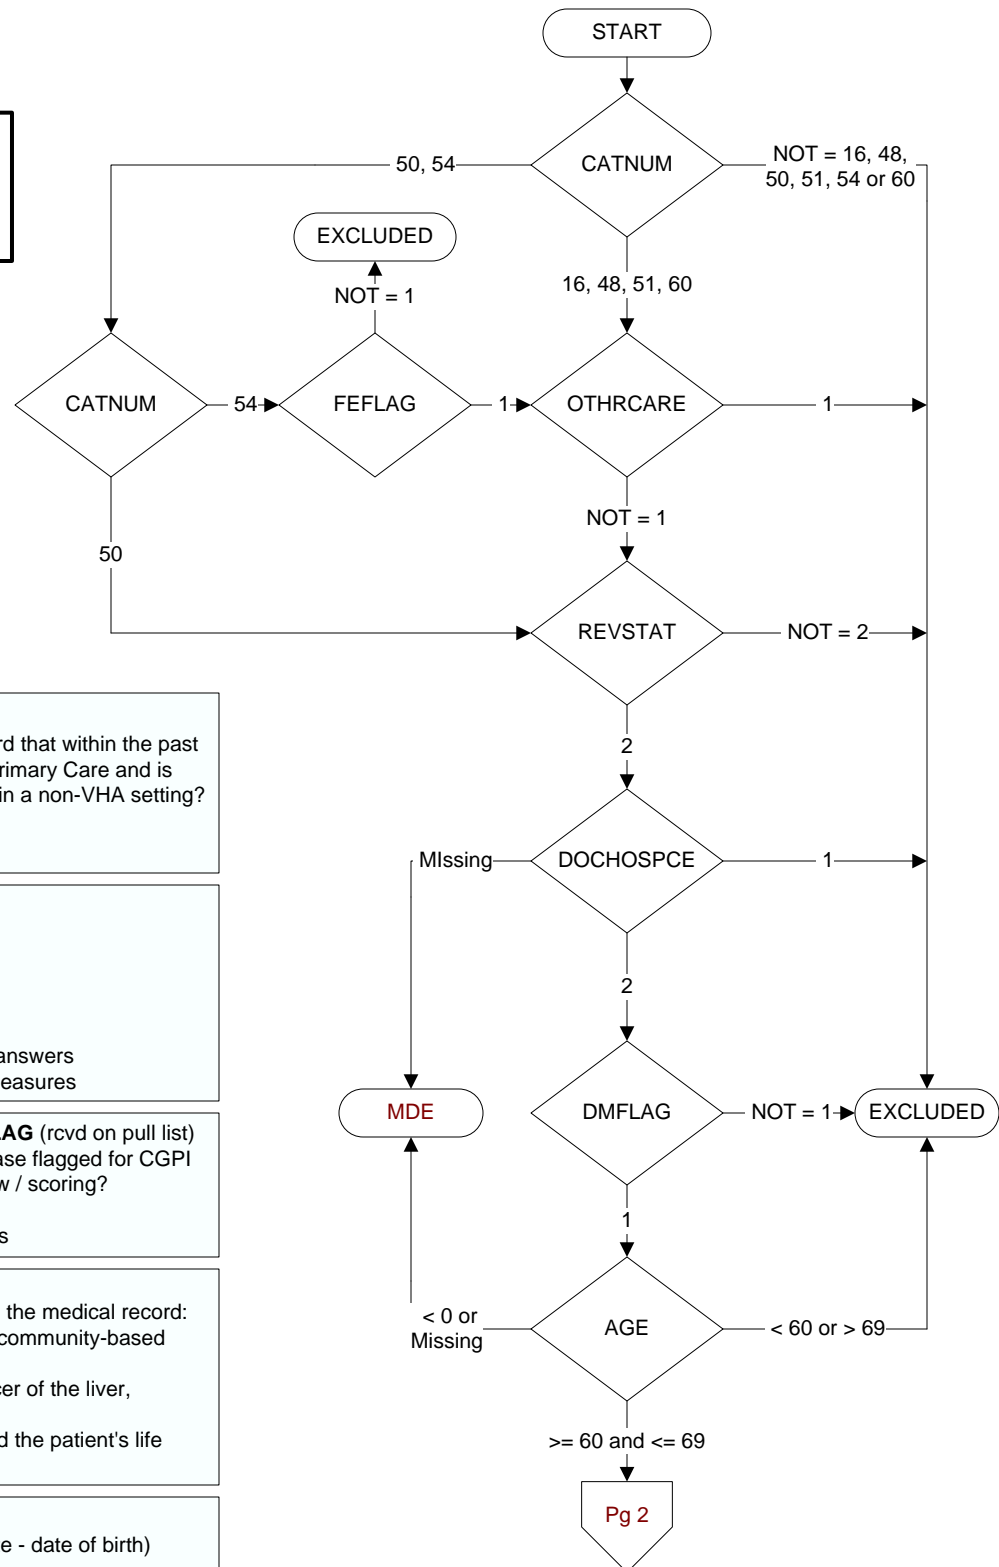 START
CATNUM
50, 54
NOT = 16, 48,
50, 51, 54 or 60
EXCLUDED
16, 48, 51, 60
NOT = 1
CATNUM
54
FEFLAG
1
OTHRCARE
1
NOT = 1
50
REVSTAT
NOT = 2
2
rd that within the past
rimary Care and is
in a non-VHA setting?
MIssing
DOCHOSPCE
1
2
answers
easures
MDE
DMFLAG
NOT = 1
EXCLUDED
LAG (rcvd on pull list)
ase flagged for CGPI
w / scoring?
s
1
the medical record:
community-based
cer of the liver,
d the patient's life
< 0 or
Missing
AGE
< 60 or > 69
>= 60 and <= 69
Pg 2
e - date of birth)